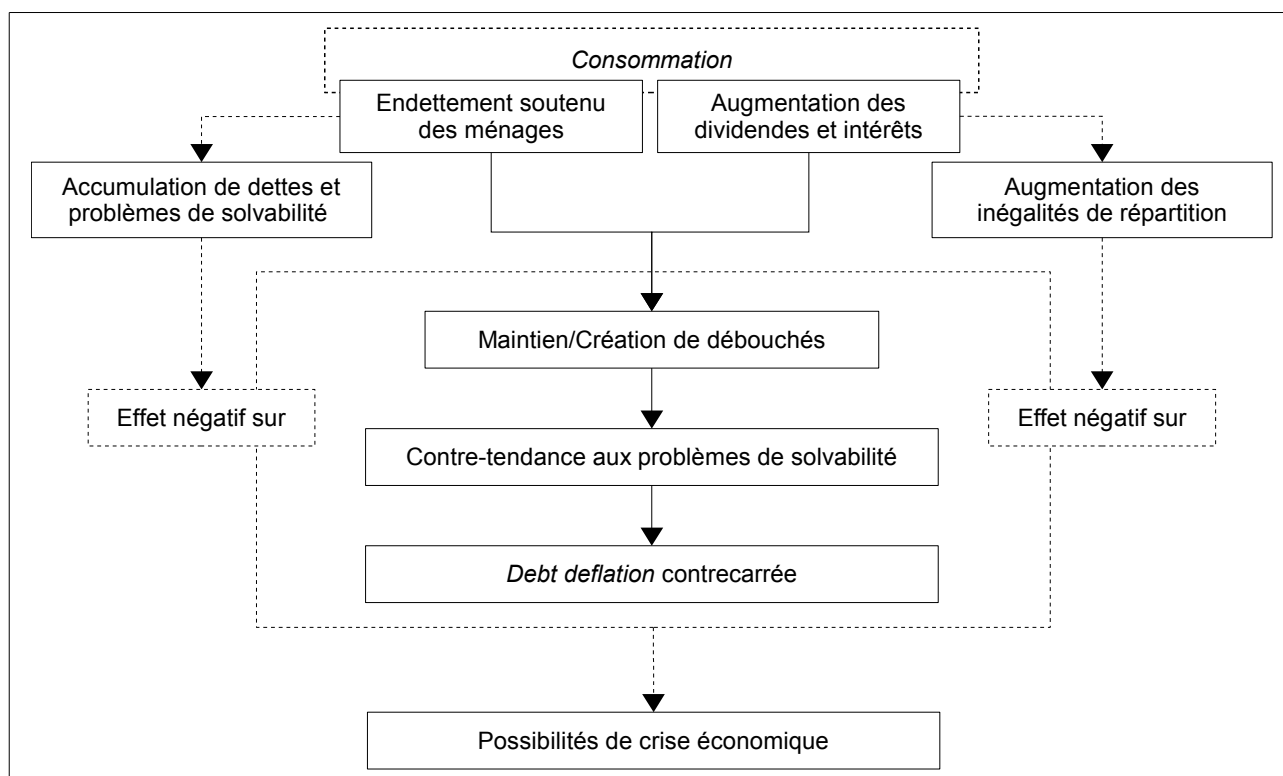 Consommation
Endettement soutenu
des ménages
Augmentation des
dividendes et intérêts
Accumulation de dettes et
problèmes de solvabilité
Augmentation des
inégalités de répartition
Maintien/Création de débouchés
Effet négatif sur
Effet négatif sur
Contre-tendance aux problèmes de solvabilité
Debt deflation contrecarrée
Possibilités de crise économique